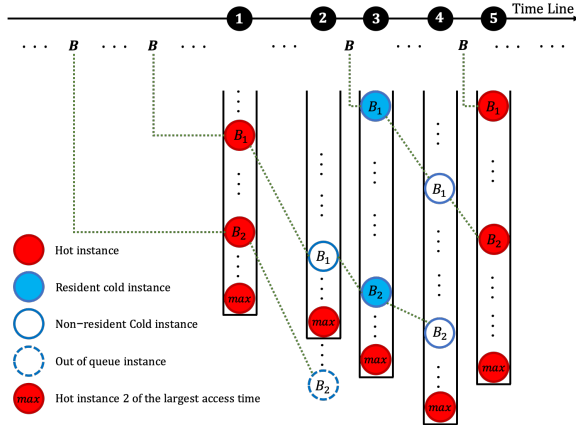 Time Line
1 2 3 4 5
· · · B · · · B · · · · · · B · · · B · · · · · ·
B1 B1
B1 B1
B2 B2
B1 B2
max B2
max B2
max max
B2 max
Hot instance
Resident cold instance
Non-resident Cold instance
Out of queue instance
max Hot instance 2 of the largest access time